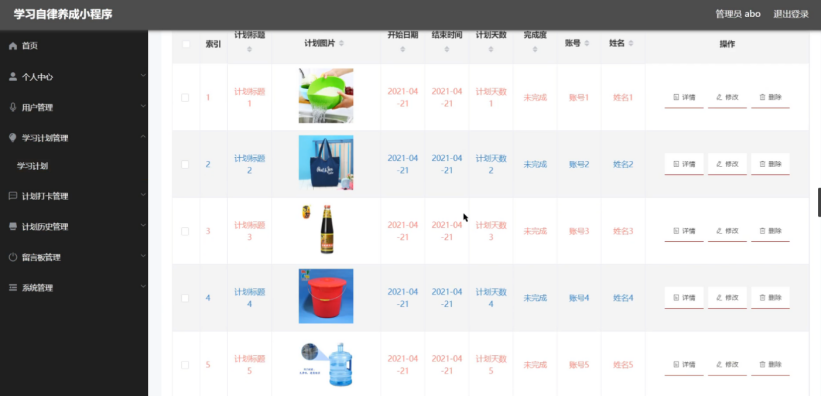 学习自律养成小程序
管理员 abo 退出登录
首页
个人中心
用户管理
学习计划管理
学习计划
计划打卡管理
计划历史管理
留言板管理
系统管理
索引 计划标题 计划图片 开始日期 结束时间 计划天数 完成度 账号 姓名 操作
1 计划标题1 2021-04-21 2021-04-21 计划天数1 未完成 账号1 姓名1 详情 修改 删除
2 计划标题2 2021-04-21 2021-04-21 计划天数2 未完成 账号2 姓名2 详情 修改 删除
3 计划标题3 2021-04-21 2021-04-21 计划天数3 未完成 账号3 姓名3 详情 修改 删除
4 计划标题4 2021-04-21 2021-04-21 计划天数4 未完成 账号4 姓名4 详情 修改 删除
5 计划标题5 2021-04-21 2021-04-21 计划天数5 未完成 账号5 姓名5 详情 修改 删除